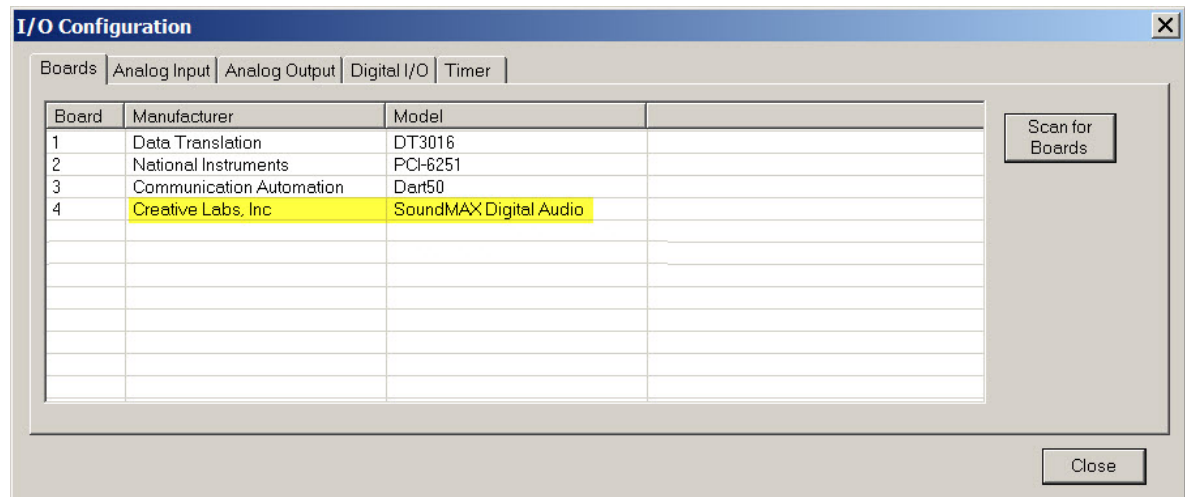 I/O Configuration
Boards Analog Input Analog Output Digital I/O Timer
Board Manufacturer Model
1 Data Translation DT3016
2 National Instruments PCI-6251
3 Communication Automation Dart50
4 Creative Labs, Inc SoundMAX Digital Audio
Scan for
Boards
Close